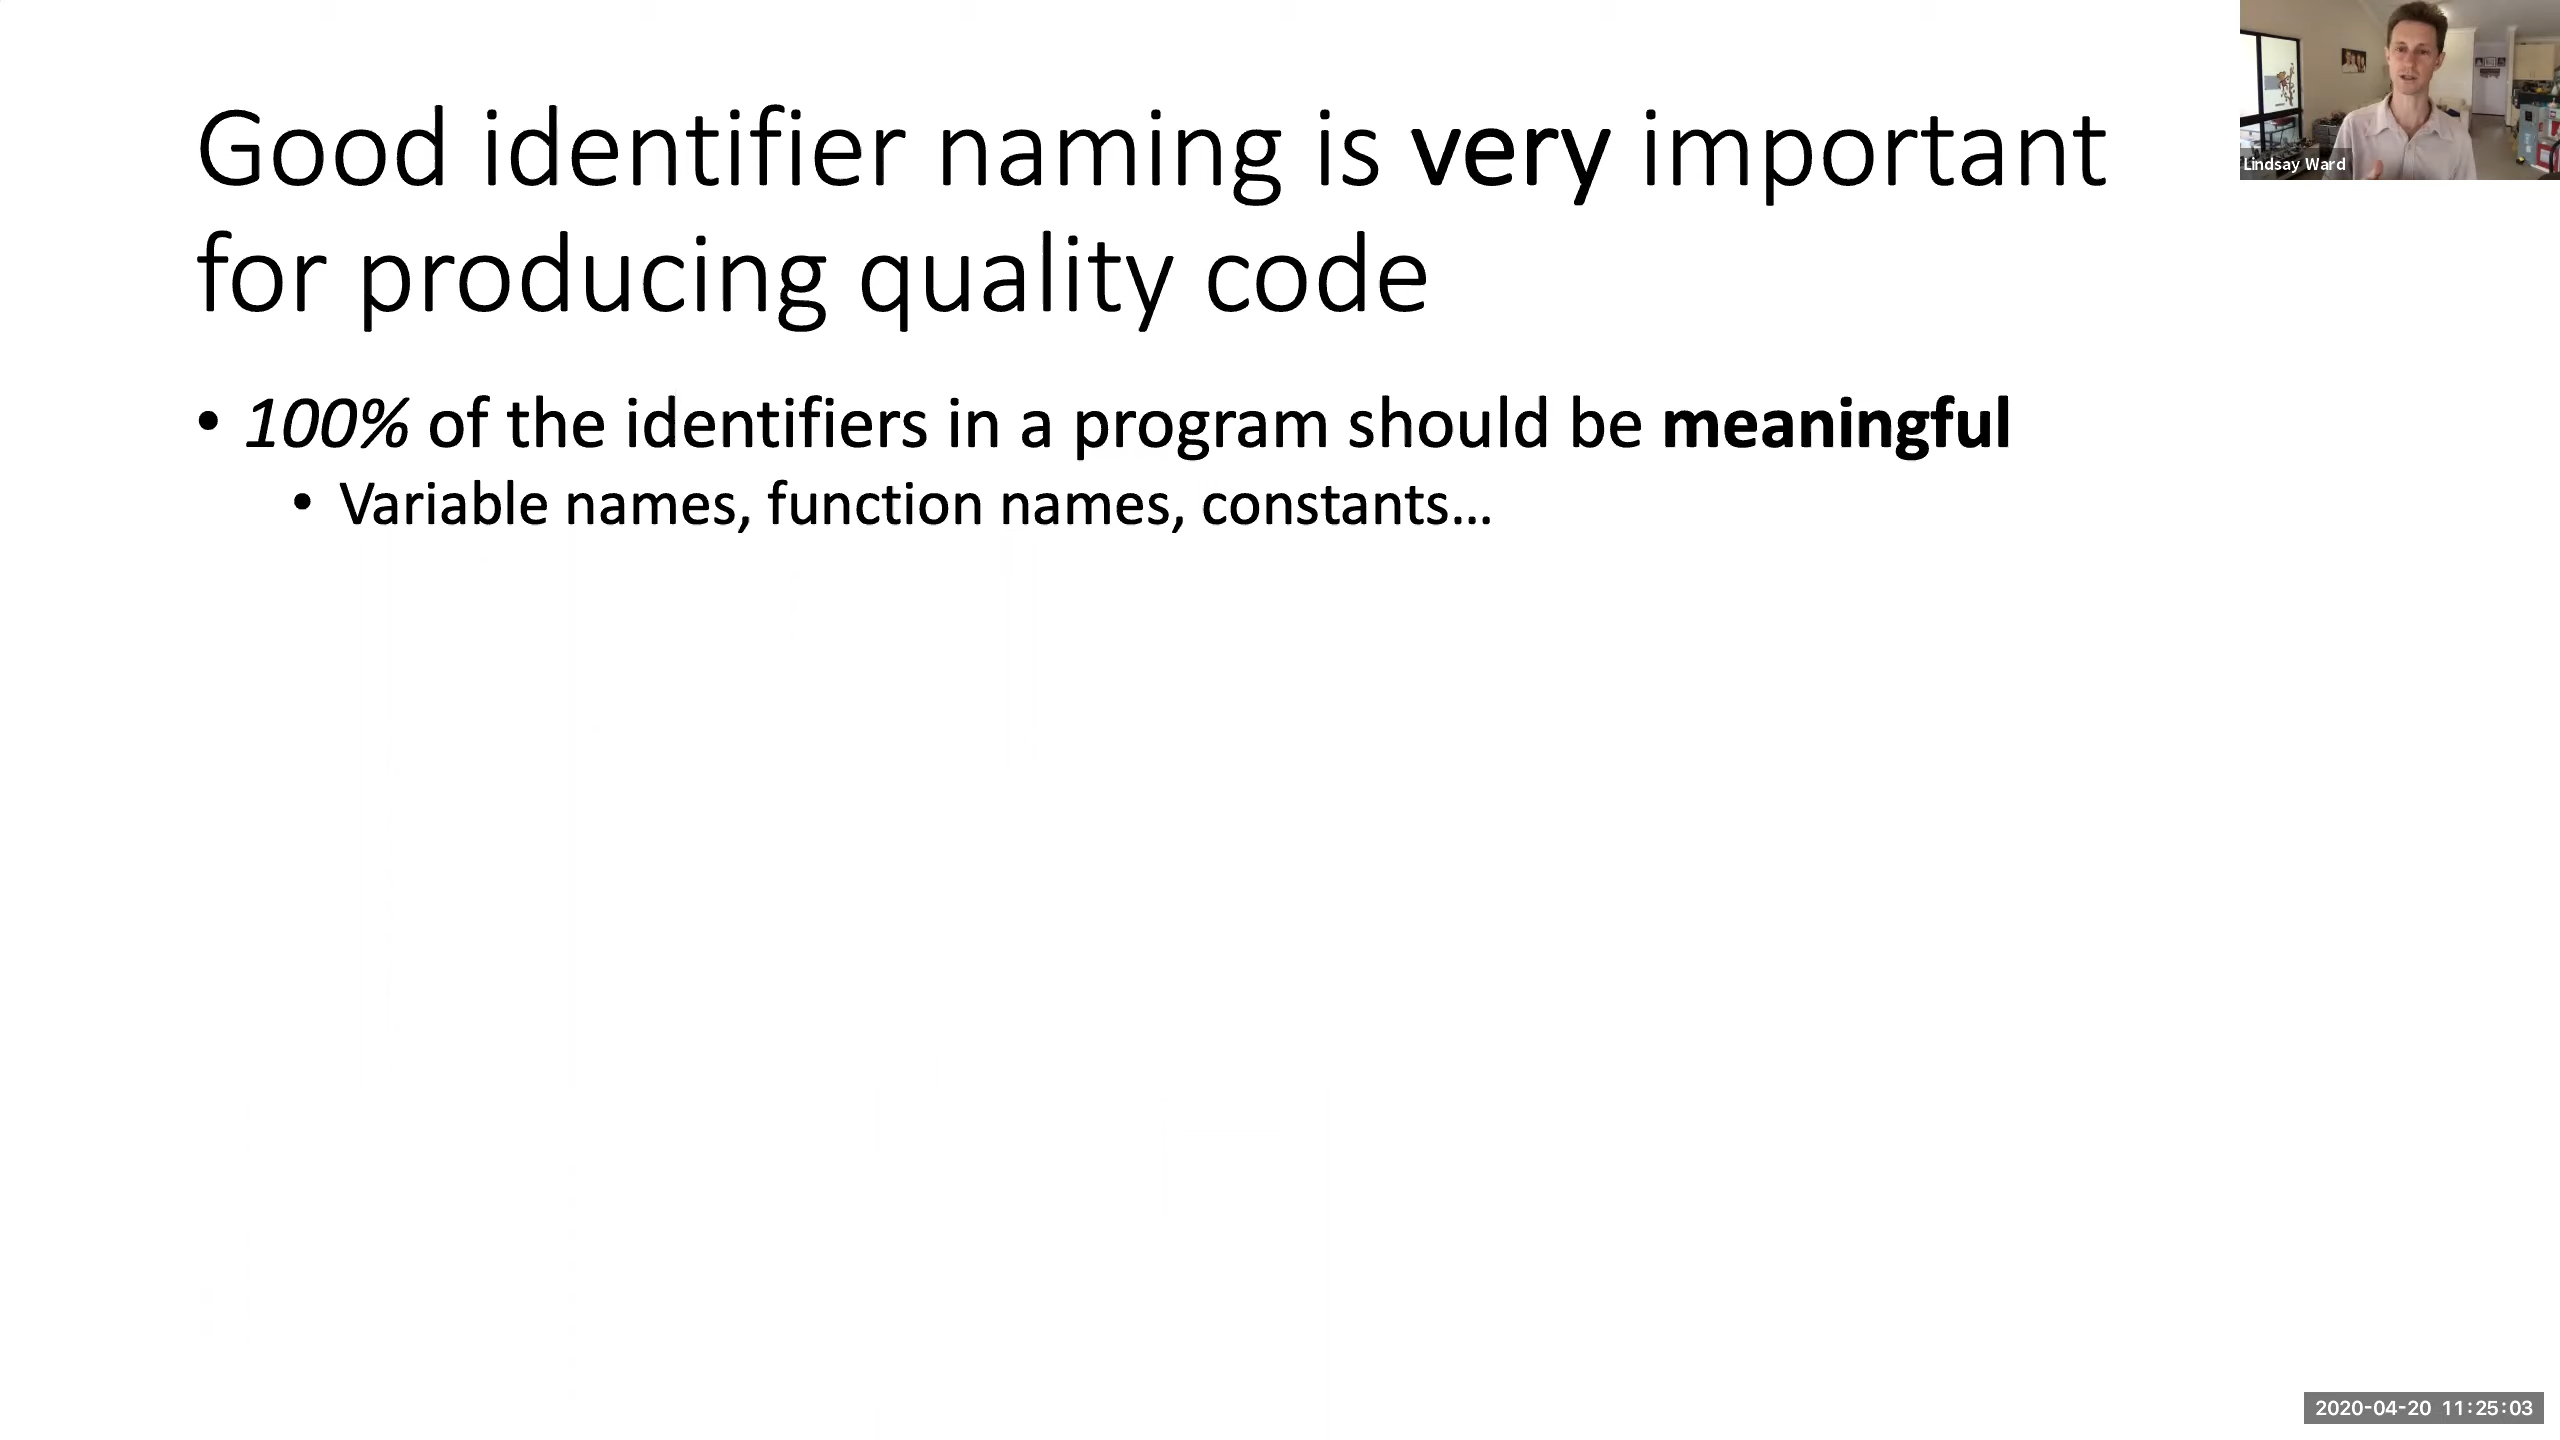 Good identifier naming is very important
for producing quality code
• 100% of the identifiers in a program should be meaningful
• Variable names, function names, constants...
Lindsay Ward
2020-04-20 11:25:03